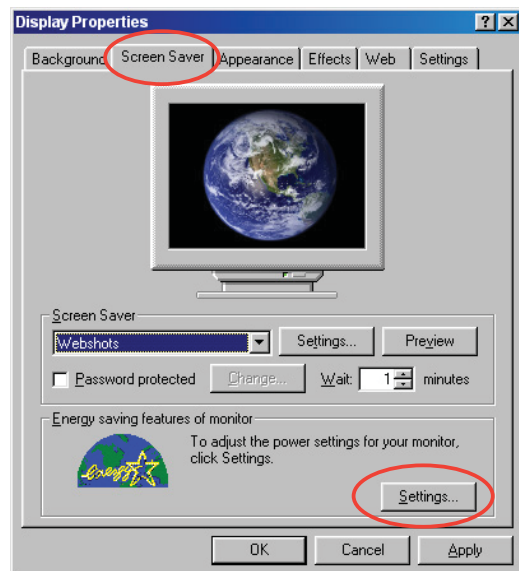 Display Properties
Background Screen Saver Appearance Effects Web Settings
Screen Saver
Webshots Settings... Preview
Password protected Change... Wait: 1 minutes
Energy saving features of monitor
energy
To adjust the power settings for your monitor,
click Settings.
Settings...
OK Cancel Apply